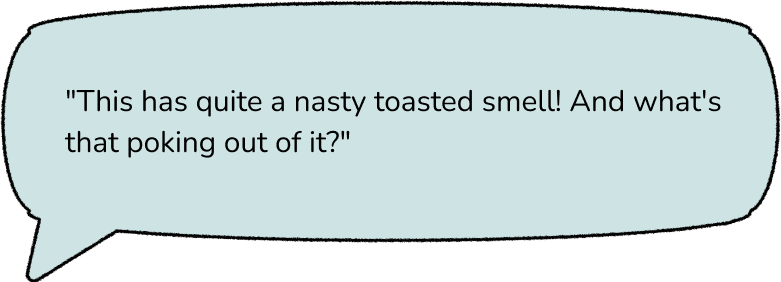 "This has quite a nasty toasted smell! And what's
that poking out of it?"